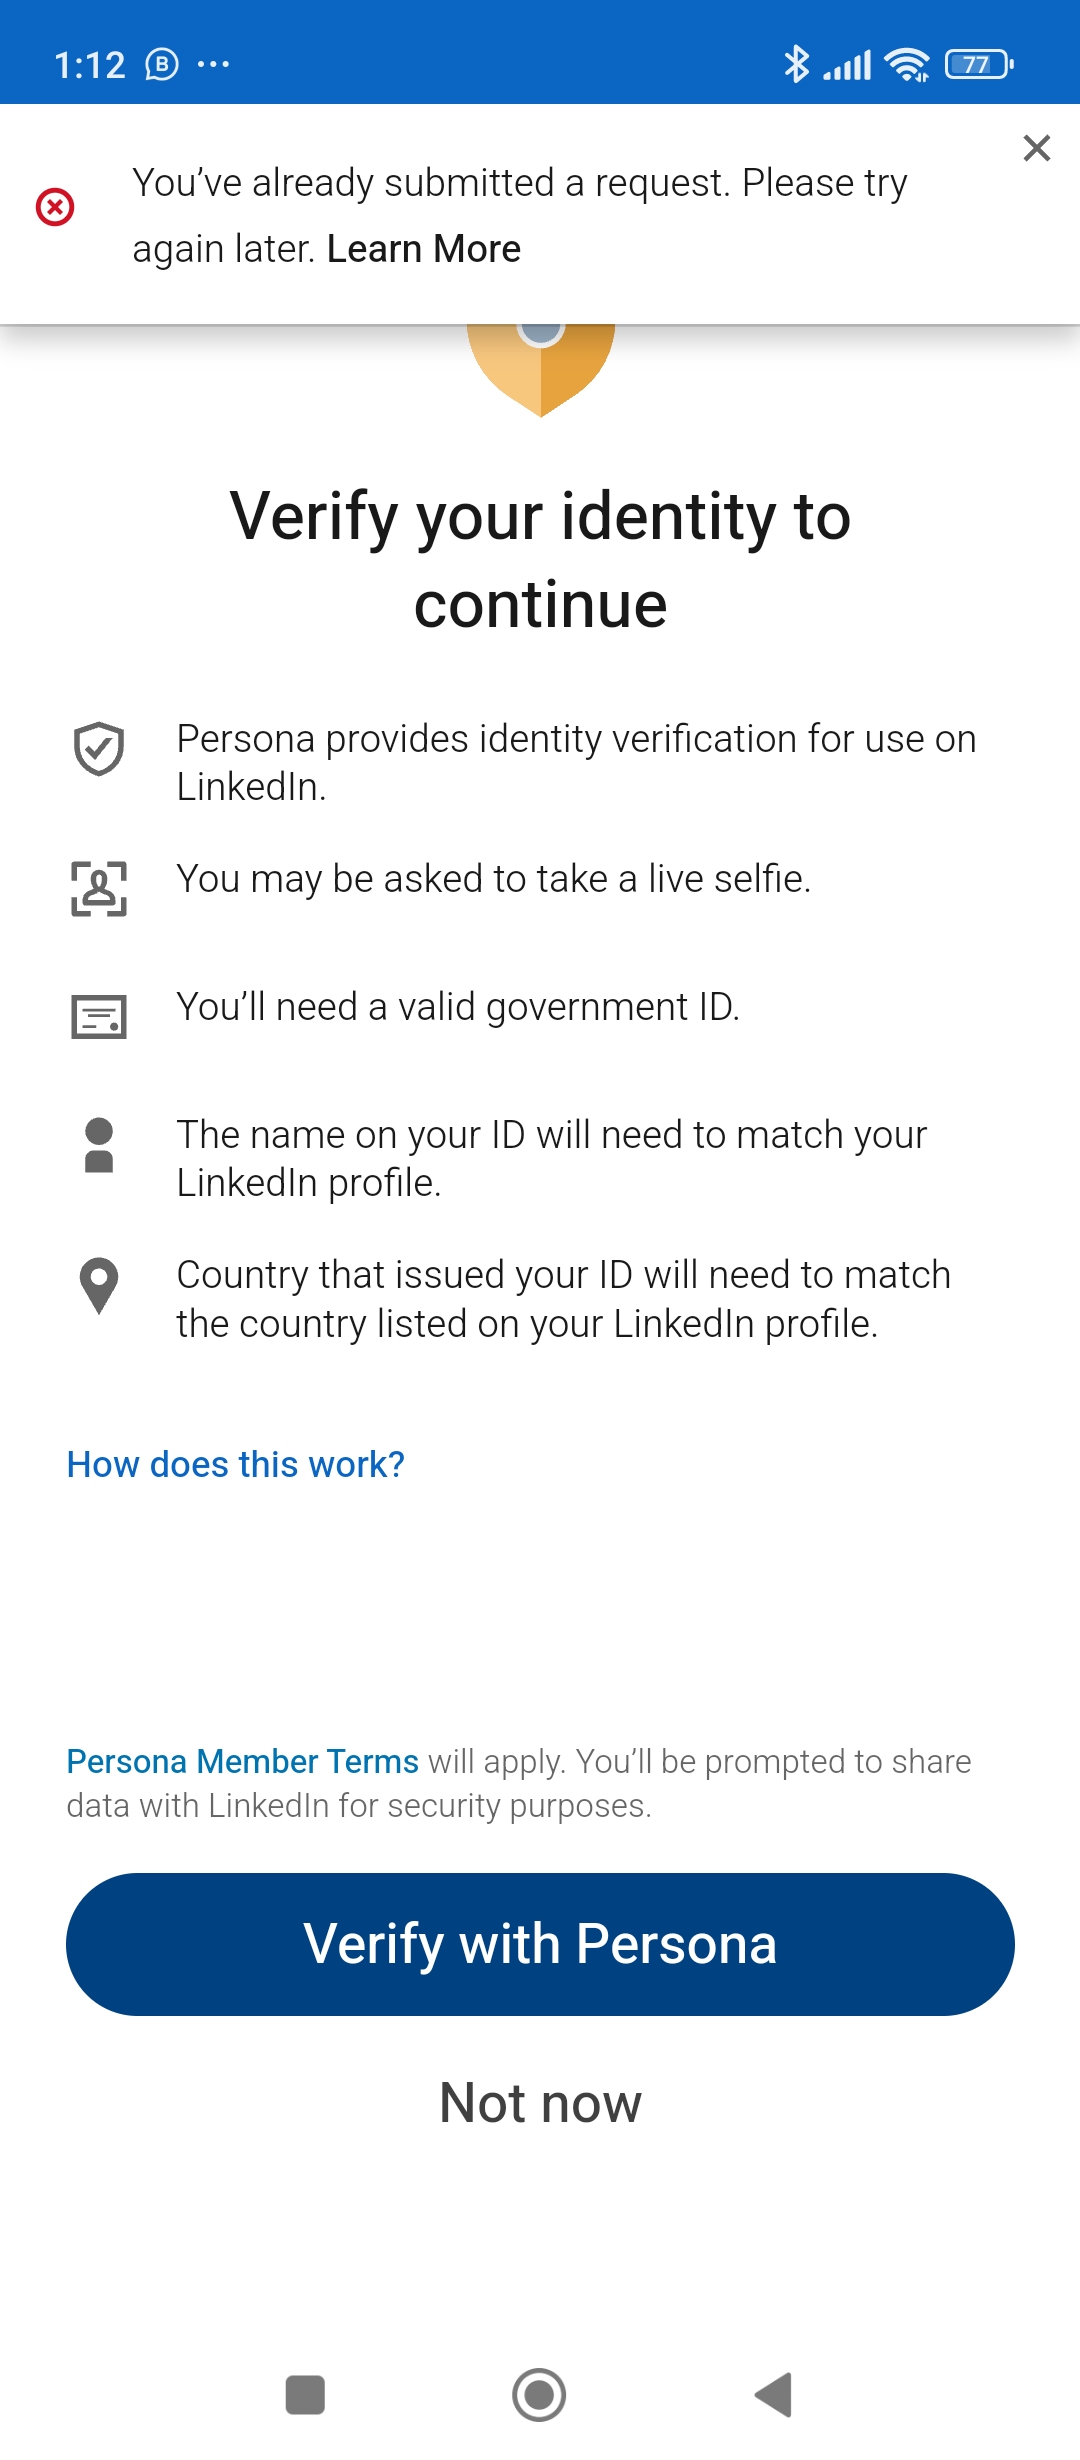 1:12 B ...
77
You’ve already submitted a request. Please try
again later. Learn More
Verify your identity to
continue
Persona provides identity verification for use on
LinkedIn.
You may be asked to take a live selfie.
You’ll need a valid government ID.
The name on your ID will need to match your
LinkedIn profile.
Country that issued your ID will need to match
the country listed on your LinkedIn profile.
How does this work?
Persona Member Terms will apply. You’ll be prompted to share
data with LinkedIn for security purposes.
Verify with Persona
Not now